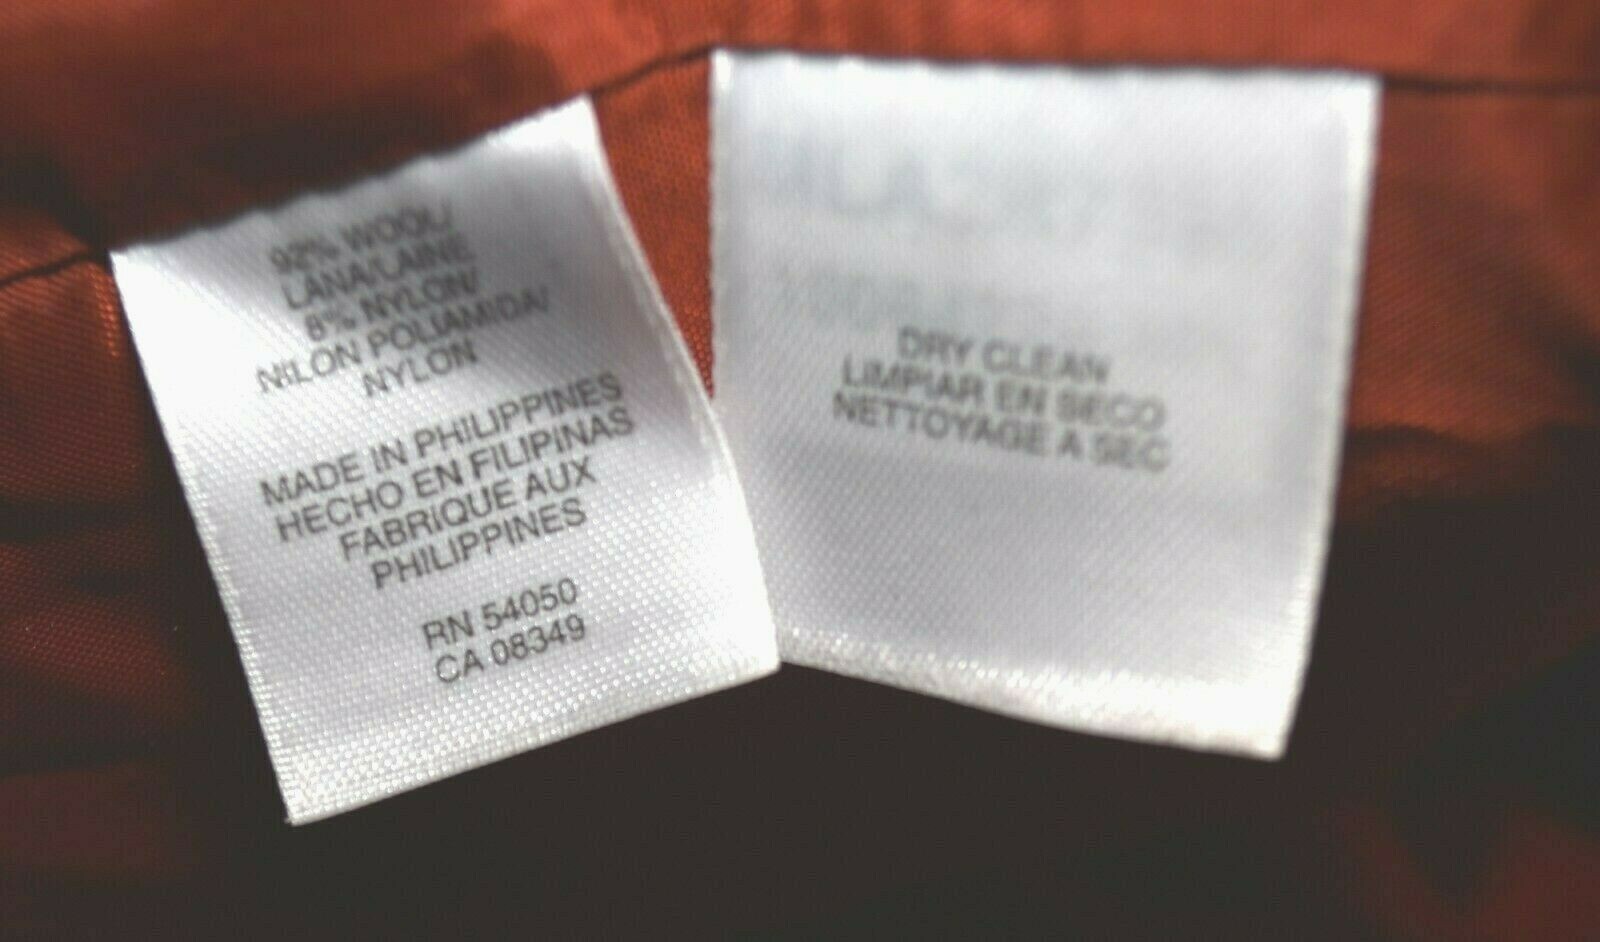 92% WOOL/
LANA/LAINE
8% NYLON/
NILON POLIAMIDA/
NYLON
MADE IN PHILIPPINES
HECHO EN FILIPINAS
FABRIQUE AUX
PHILIPPINES
RN 54050
CA 08349
DRY CLEAN
LIMPIAR EN SECO
NETTOYAGE A SEC